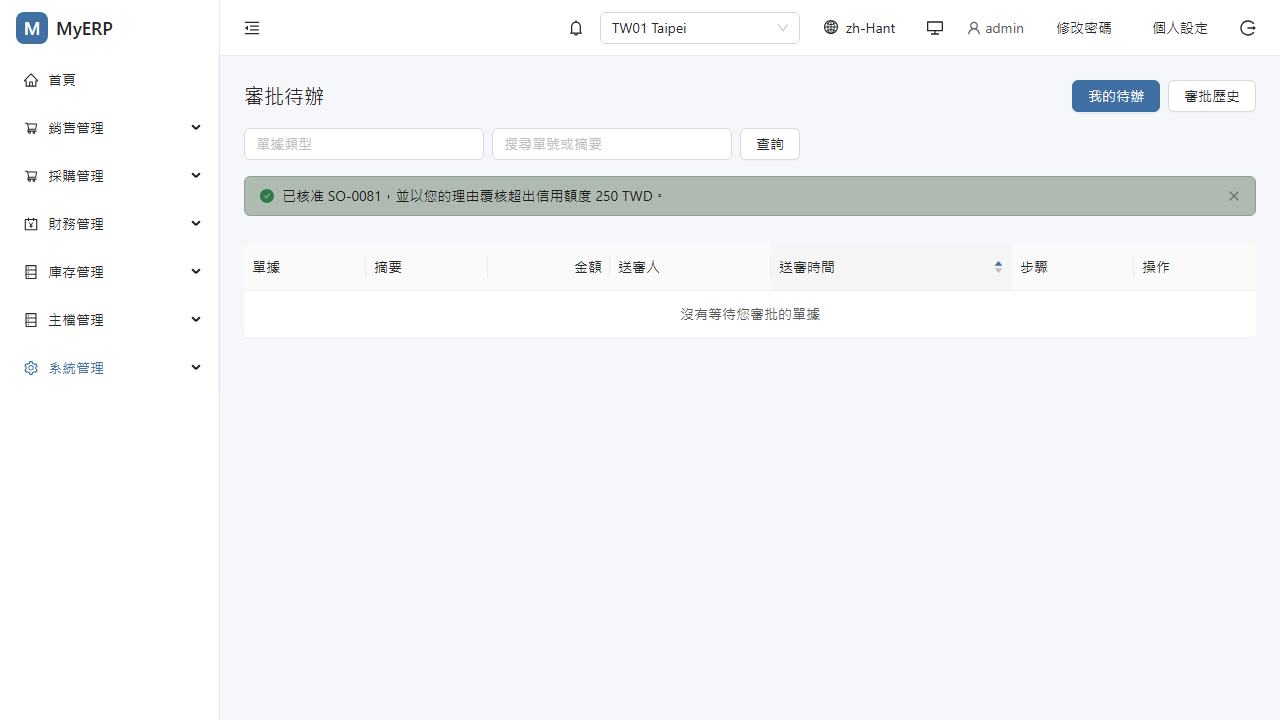 M MyERP
TW01 Taipei
zh-Hant
admin
修改密碼
個人設定
首頁
銷售管理
採購管理
財務管理
庫存管理
主檔管理
系統管理
審批待辦
我的待辦
審批歷史
單據類型
搜尋單號或摘要
查詢
已核准 SO-0081，並以您的理由覆核超出信用額度 250 TWD。
單據 摘要 金額 送審人 送審時間 步驟 操作
沒有等待您審批的單據